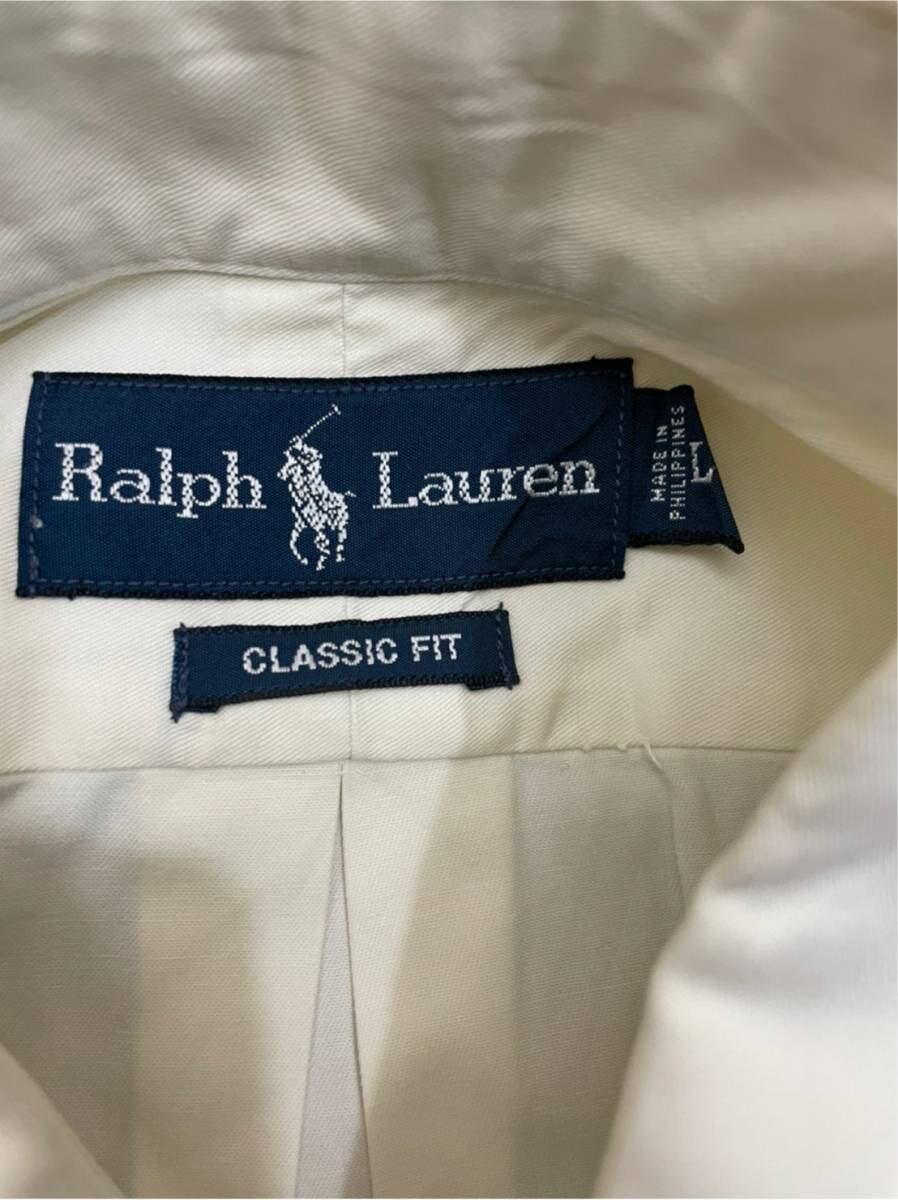 Ralph Lauren
L
MADE IN
PHILIPPINES
CLASSIC FIT